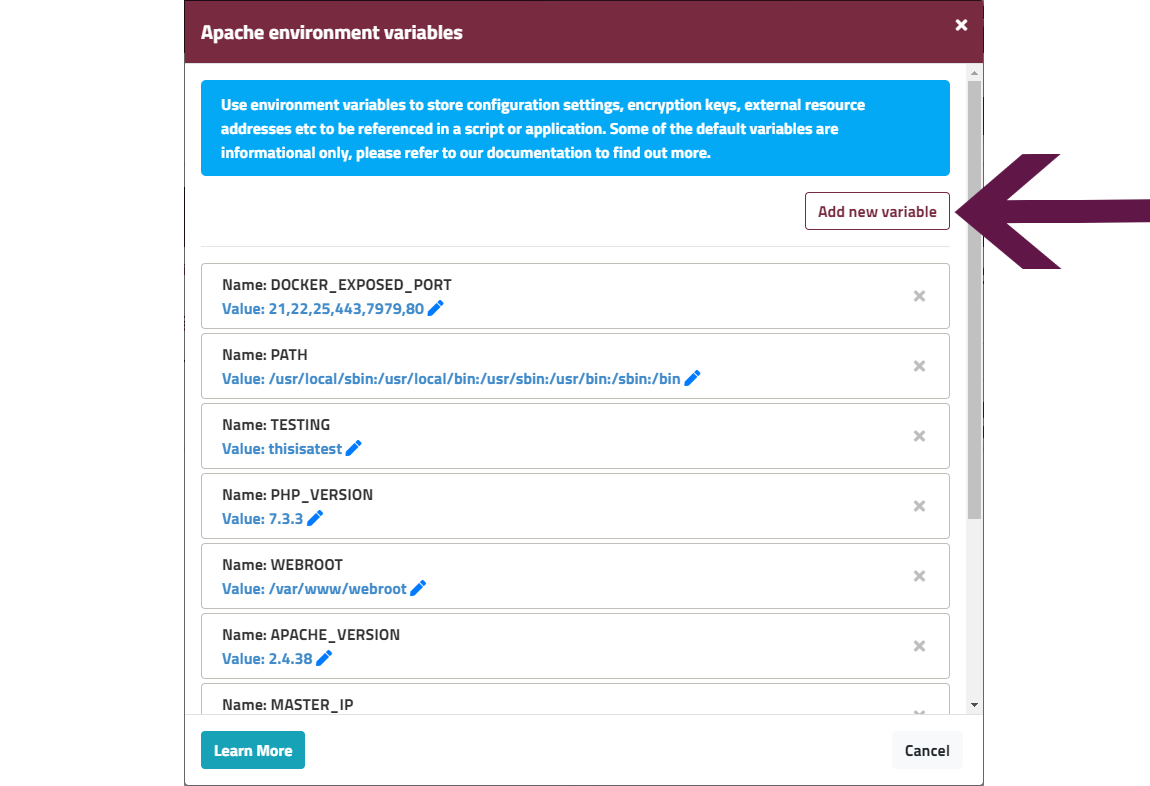 Apache environment variables
Use environment variables to store configuration settings, encryption keys, external resource
addresses etc to be referenced in a script or application. Some of the default variables are
informational only, please refer to our documentation to find out more.
Add new variable
Name: DOCKER_EXPOSED_PORT
Value: 21,22,25,443,7979,80
Name: PATH
Value: /usr/local/sbin:/usr/local/bin:/usr/sbin:/usr/bin:/sbin:/bin
Name: TESTING
Value: thisisatest
Name: PHP_VERSION
Value: 7.3.3
Name: WEBROOT
Value: /var/www/webroot
Name: APACHE_VERSION
Value: 2.4.38
Name: MASTER_IP
Learn More
Cancel